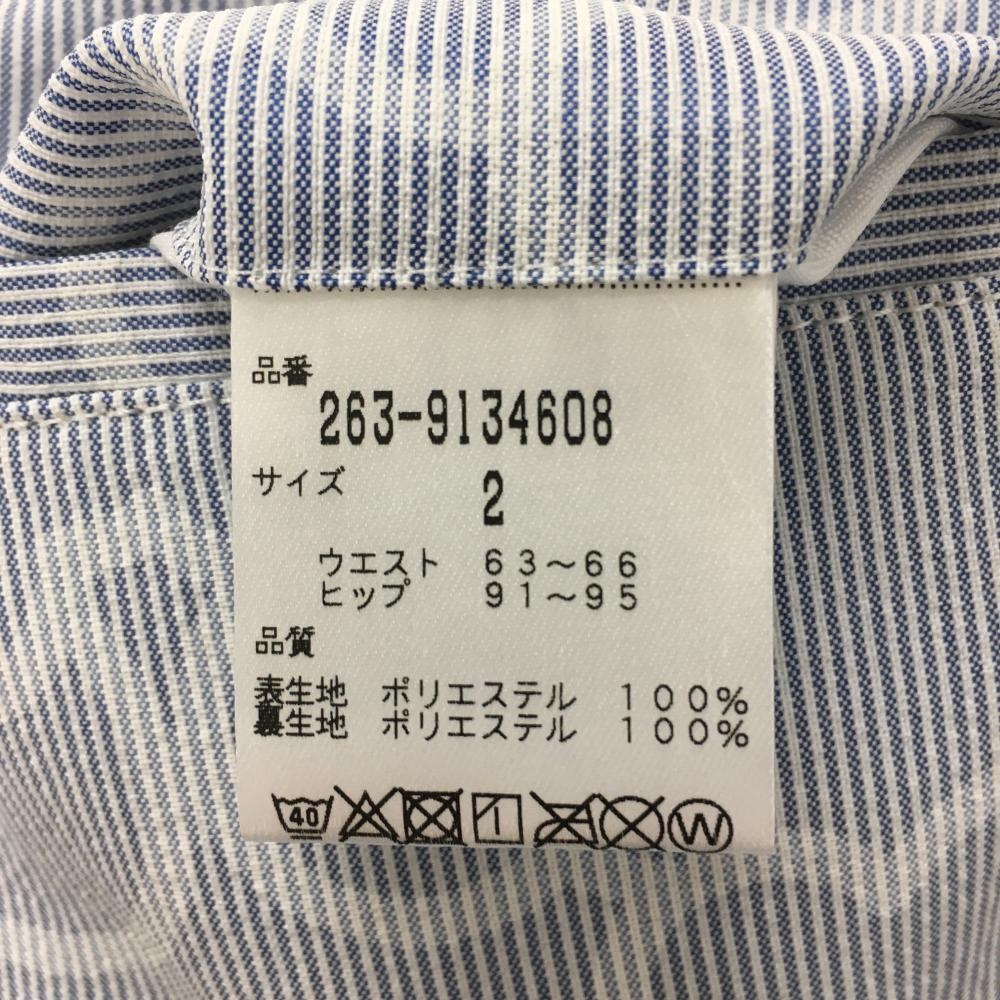 品番
263-9134608
サイズ 2
ウエスト 63～66
ヒップ 91～95
品質
表生地 ポリエステル 100%
裏生地 ポリエステル 100%
40 W